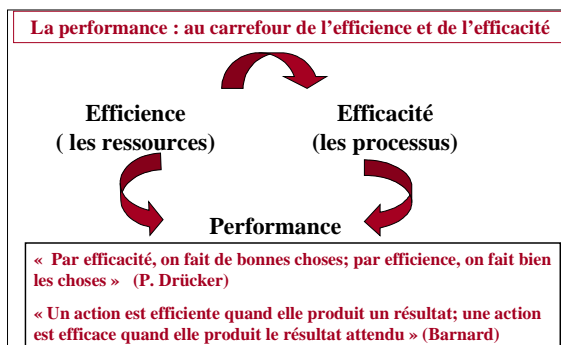 La performance : au carrefour de l'efficience et de l'efficacité
Efficience
( les ressources)
Efficacité
(les processus)
Performance
« Par efficacité, on fait de bonnes choses; par efficience, on fait bien
les choses » (P. Drücker)
« Un action est efficiente quand elle produit un résultat; une action
est efficace quand elle produit le résultat attendu » (Barnard)